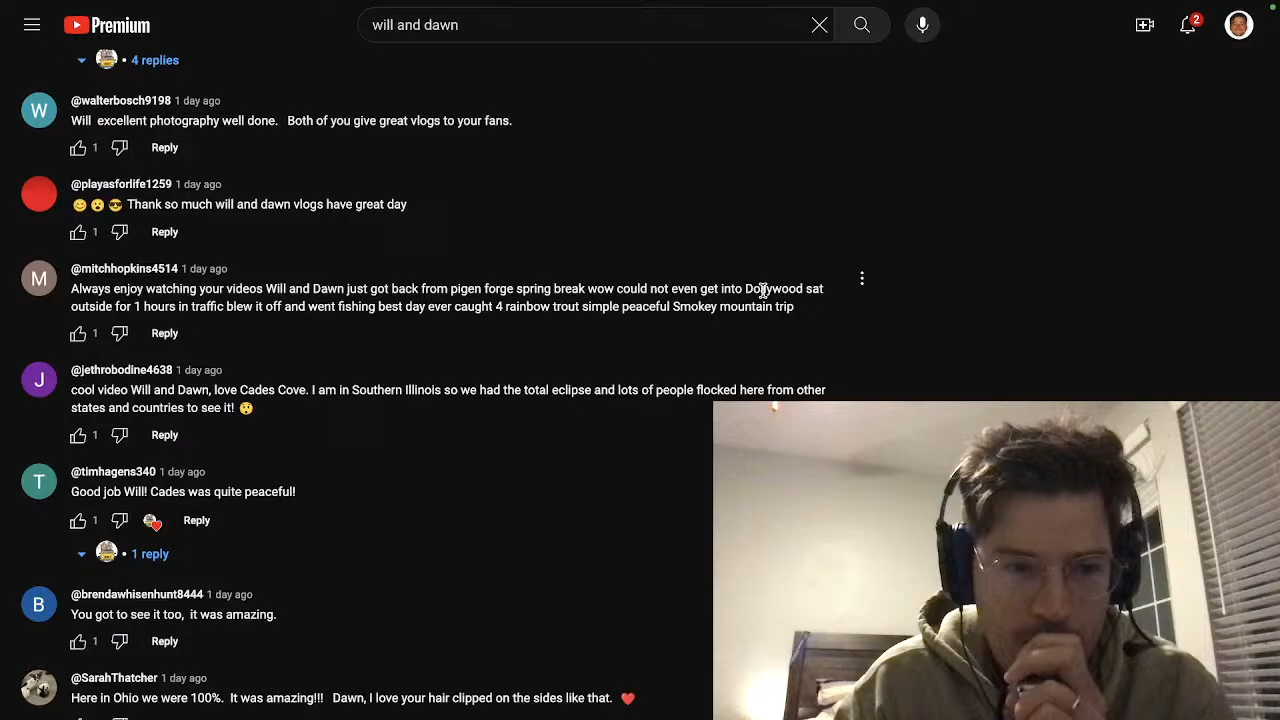 Premium
will and dawn
2
4 replies
W
@walterbosch9198 1 day ago
Will excellent photography well done. Both of you give great vlogs to your fans.
1
Reply
@playasforlife1259 1 day ago
😊 😮 😎 Thank so much will and dawn vlogs have great day
1
Reply
M
@mitchhopkins4514 1 day ago
Always enjoy watching your videos Will and Dawn just got back from pigen forge spring break wow could not even get into Dollywood sat
outside for 1 hours in traffic blew it off and went fishing best day ever caught 4 rainbow trout simple peaceful Smokey mountain trip
1
Reply
J
@jethrobodine4638 1 day ago
cool video Will and Dawn, love Cades Cove. I am in Southern Illinois so we had the total eclipse and lots of people flocked here from other
states and countries to see it! 😲
1
Reply
T
@timhagens340 1 day ago
Good job Will! Cades was quite peaceful!
1
Reply
1 reply
B
@brendawhisenhunt8444 1 day ago
You got to see it too, it was amazing.
1
Reply
@SarahThatcher 1 day ago
Here in Ohio we were 100%. It was amazing!!! Dawn, I love your hair clipped on the sides like that. ❤️